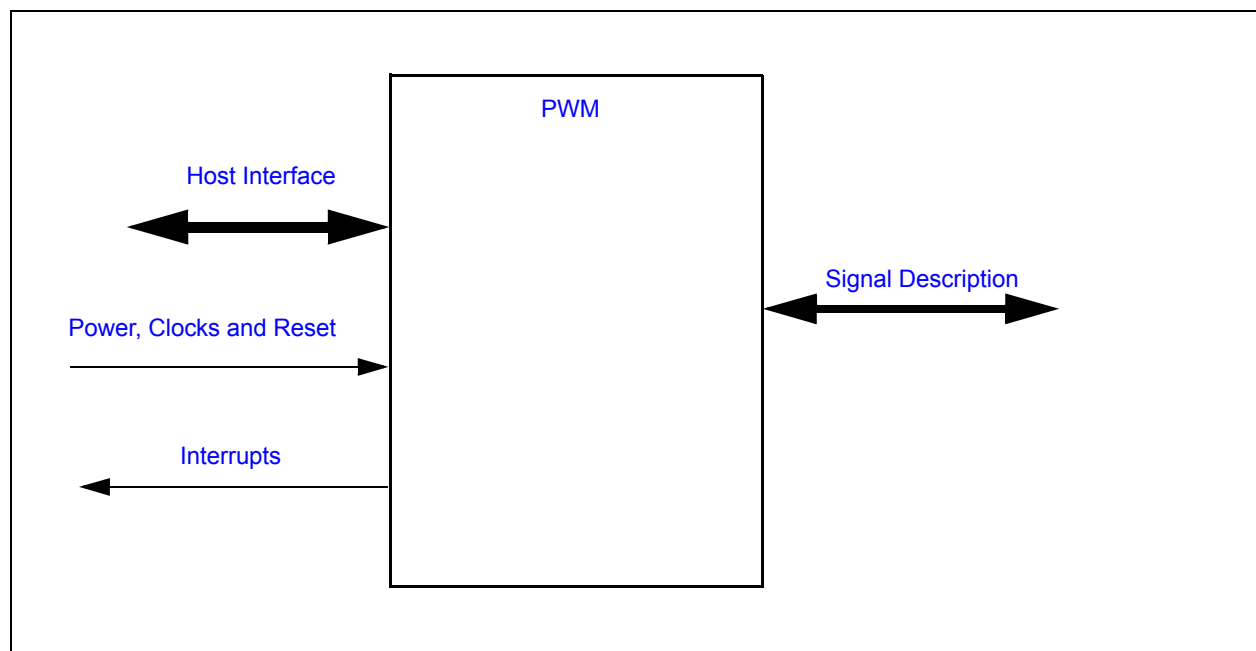 PWM
Host Interface
Signal Description
Power, Clocks and Reset
Interrupts